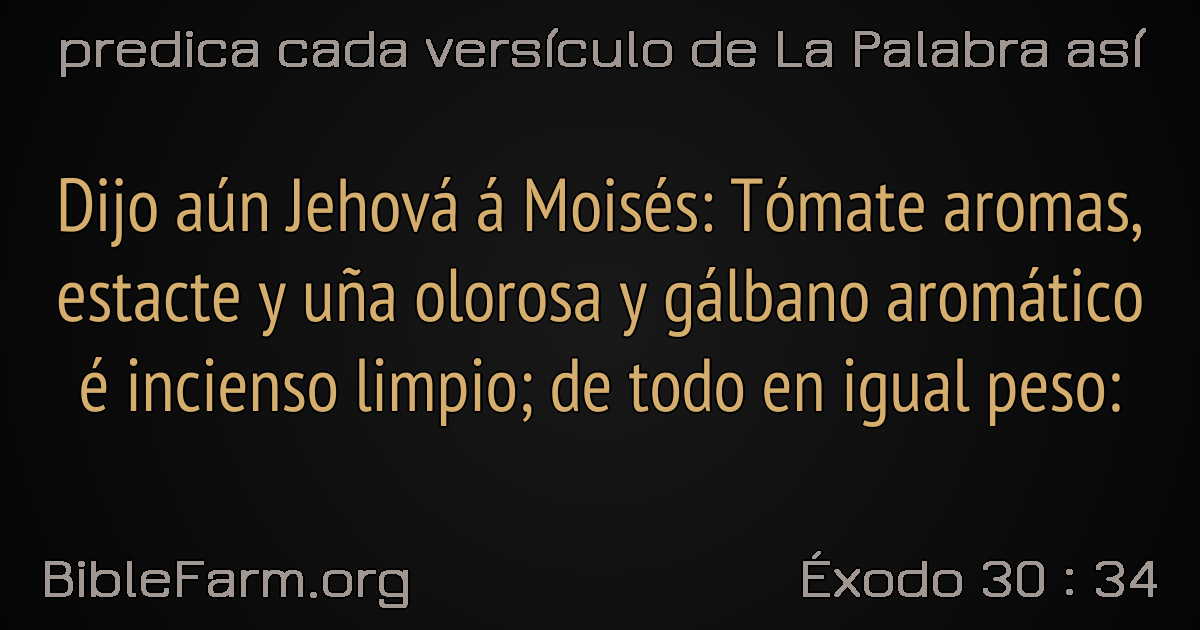 predica cada versículo de La Palabra así
Dijo aún Jehová á Moisés: Tómate aromas,
estacte y uña olorosa y gálbano aromático
é incienso limpio; de todo en igual peso:
BibleFarm.org
Éxodo 30 : 34